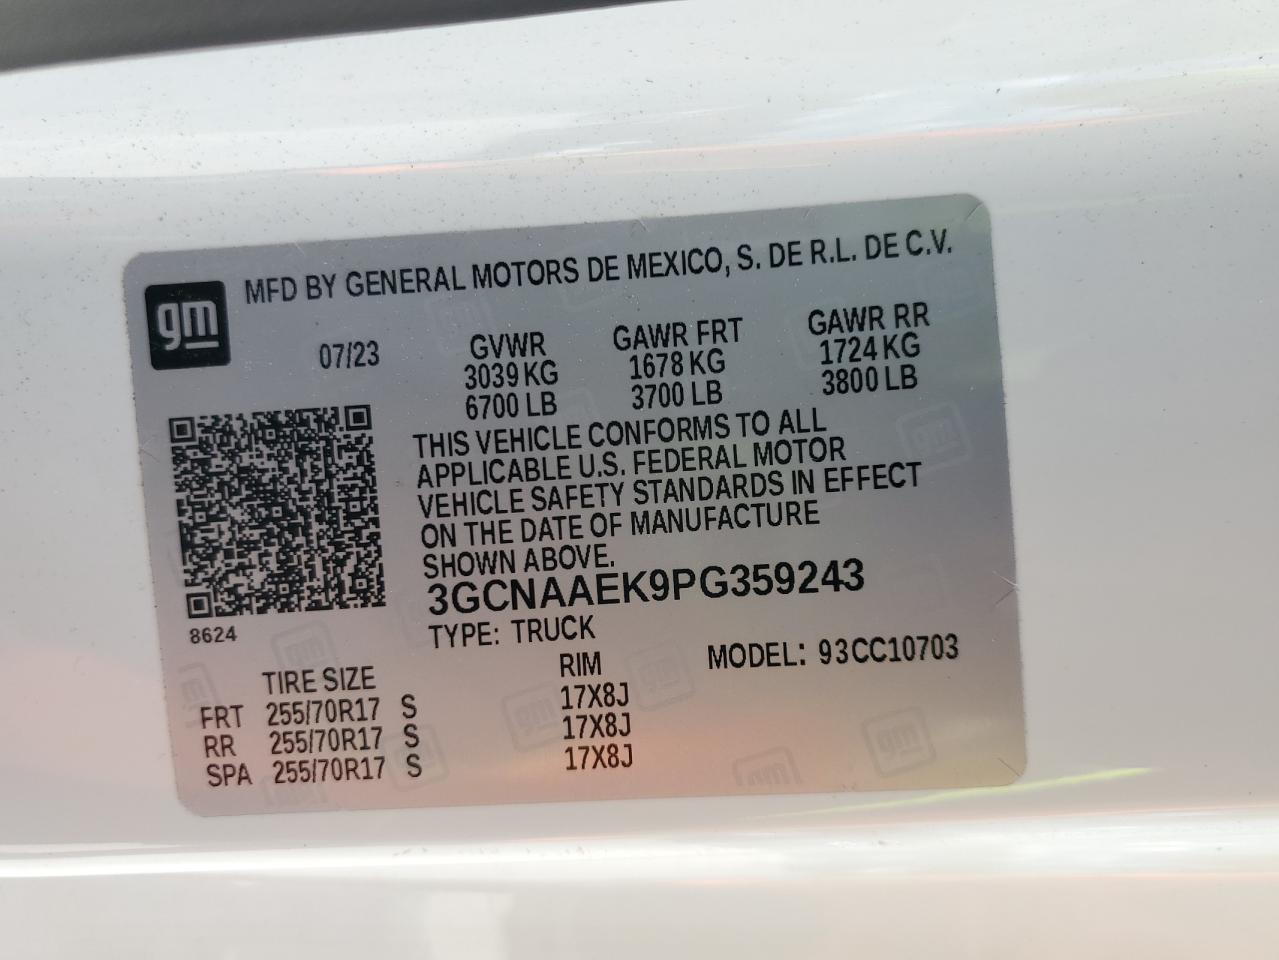 gm MFD BY GENERAL MOTORS DE MEXICO, S. DE R.L. DE C.V.
07/23 GVWR GAWR FRT GAWR RR
3039 KG 1678 KG 1724 KG
6700 LB 3700 LB 3800 LB
THIS VEHICLE CONFORMS TO ALL
APPLICABLE U.S. FEDERAL MOTOR
VEHICLE SAFETY STANDARDS IN EFFECT
ON THE DATE OF MANUFACTURE
SHOWN ABOVE.
3GCNAAEK9PG359243
8624 TYPE: TRUCK
TIRE SIZE RIM MODEL: 93CC10703
FRT 255/70R17 S 17X8J
RR 255/70R17 S 17X8J
SPA 255/70R17 S 17X8J